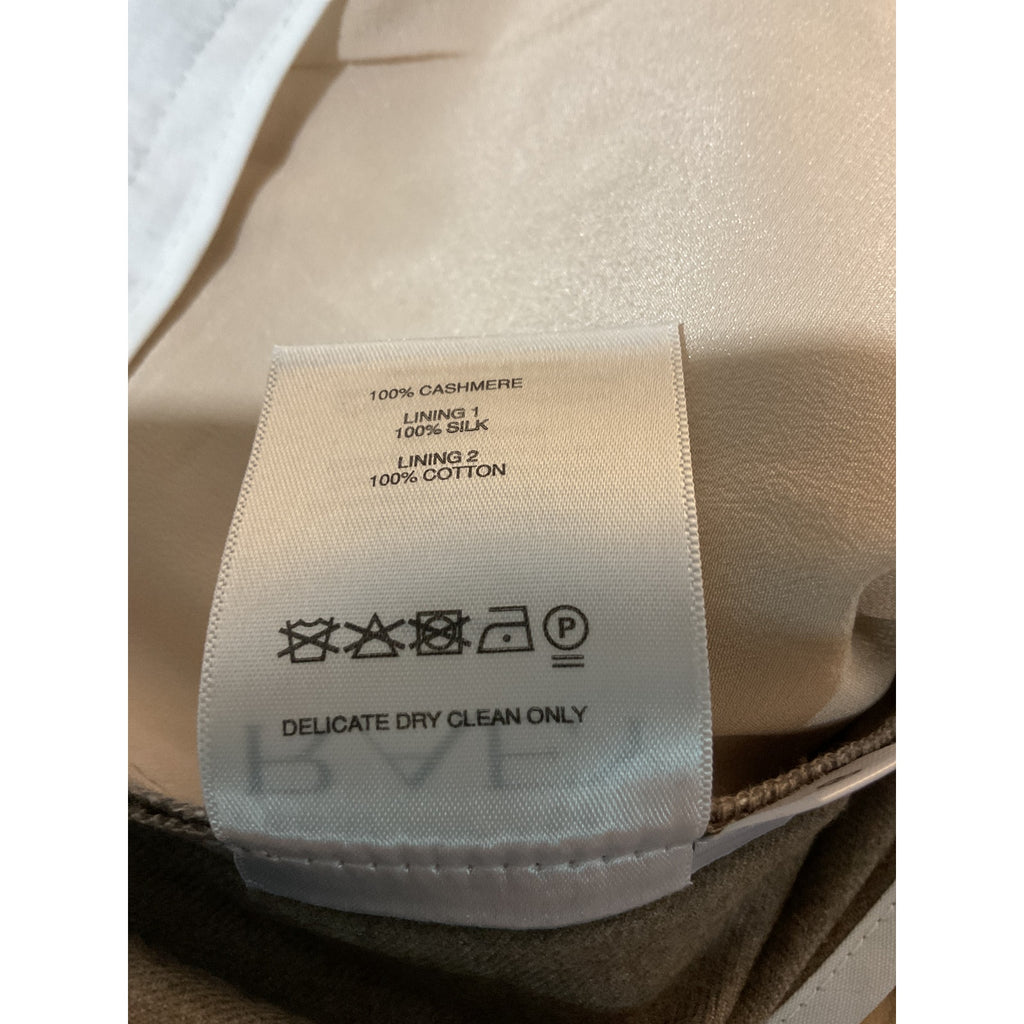 100% CASHMERE
LINING 1
100% SILK
LINING 2
100% COTTON
P
DELICATE DRY CLEAN ONLY